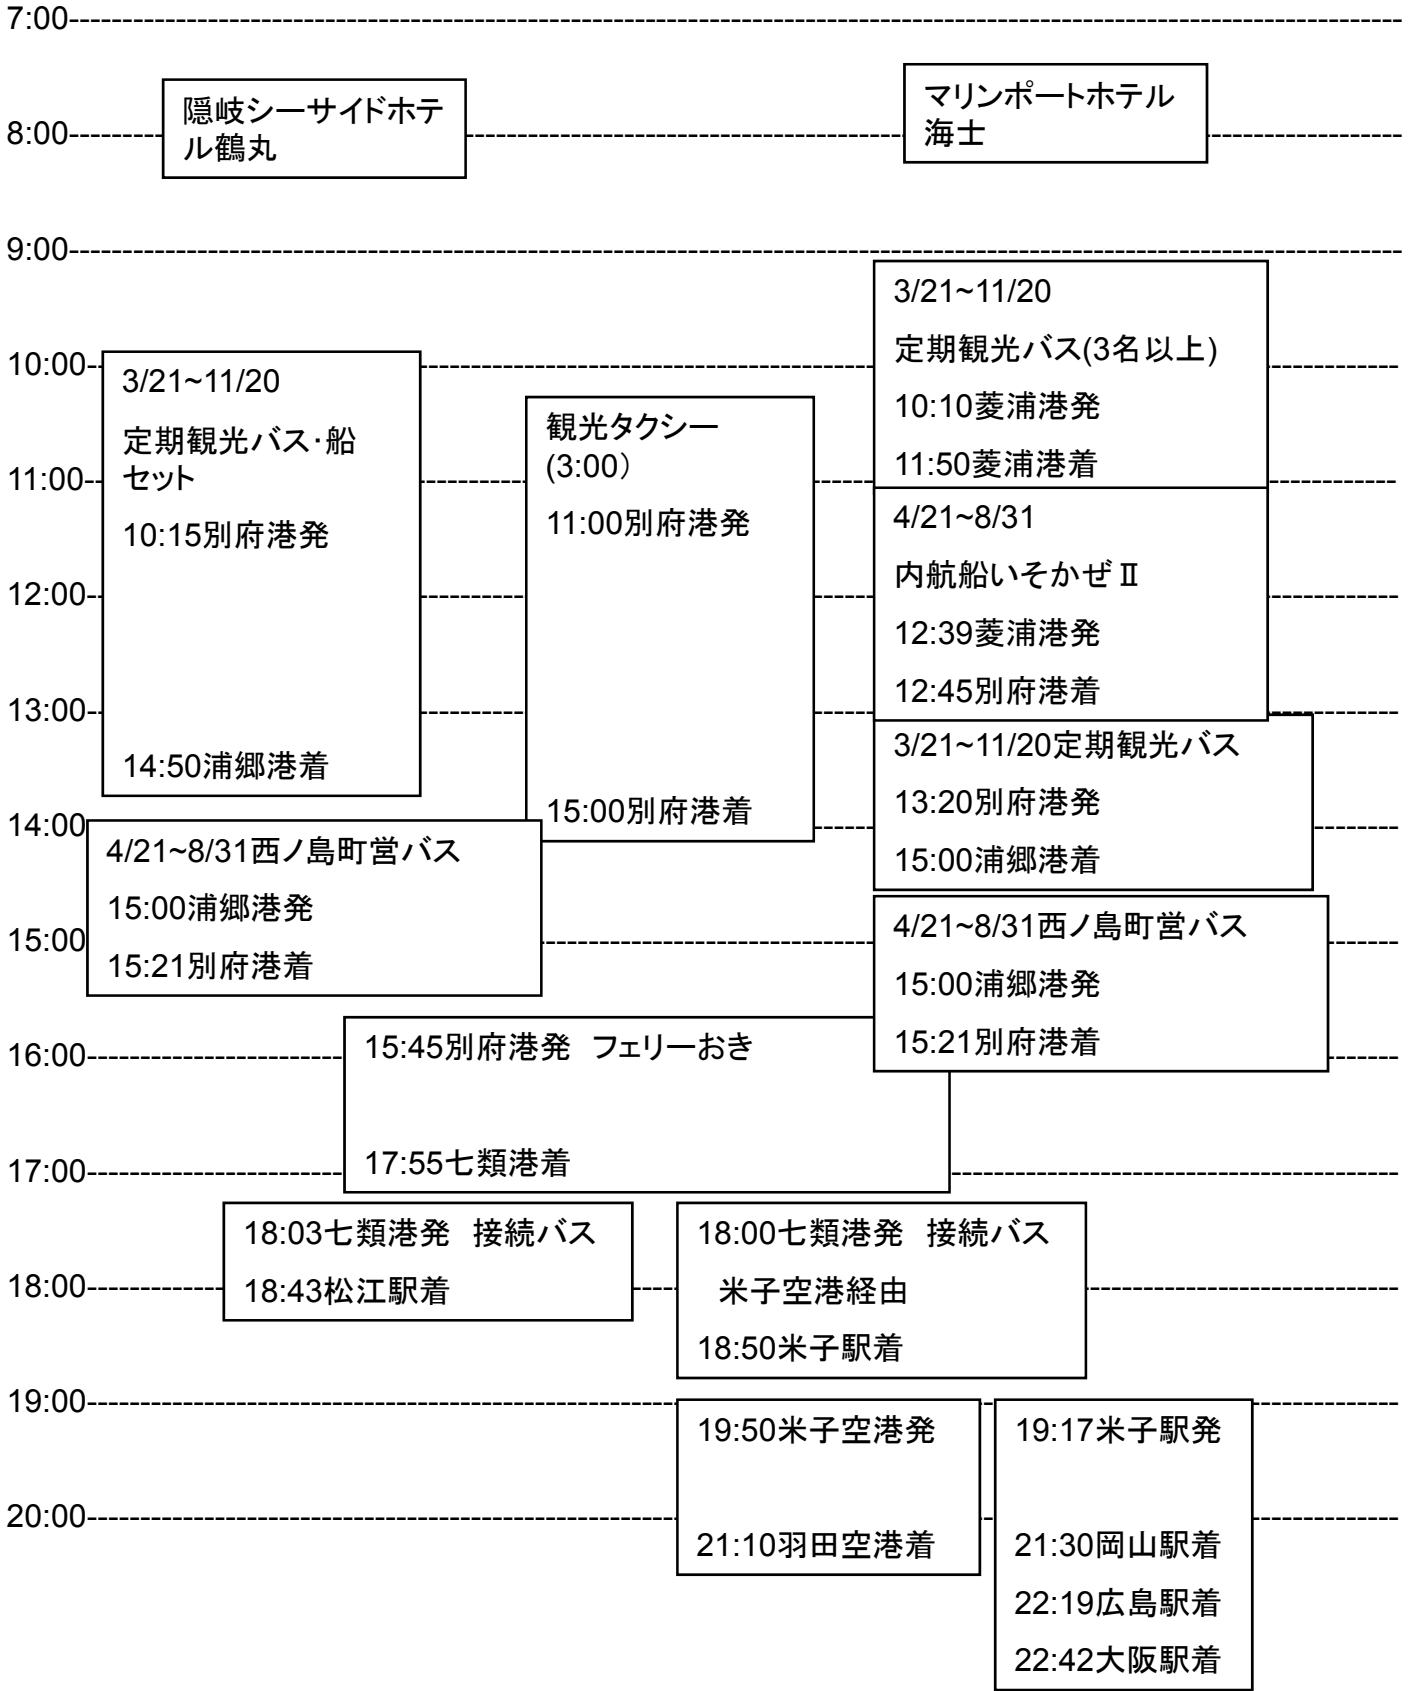 7:00
隠岐シーサイドホテ
ル鶴丸
マリンポートホテル
海士
8:00
9:00
3/21~11/20
定期観光バス(3名以上)
10:10菱浦港発
11:50菱浦港着
10:00
3/21~11/20
定期観光バス・船
セット
10:15別府港発
14:50浦郷港着
観光タクシー
(3:00)
11:00別府港発
15:00別府港着
11:00
4/21~8/31
内航船いそかぜⅡ
12:39菱浦港発
12:45別府港着
12:00
13:00
3/21~11/20定期観光バス
13:20別府港発
15:00浦郷港着
14:00
4/21~8/31西ノ島町営バス
15:00浦郷港発
15:21別府港着
4/21~8/31西ノ島町営バス
15:00浦郷港発
15:21別府港着
15:00
16:00
15:45別府港発 フェリーおき
17:55七類港着
17:00
18:03七類港発 接続バス
18:43松江駅着
18:00七類港発 接続バス
米子空港経由
18:50米子駅着
18:00
19:00
19:50米子空港発
21:10羽田空港着
19:17米子駅発
21:30岡山駅着
22:19広島駅着
22:42大阪駅着
20:00